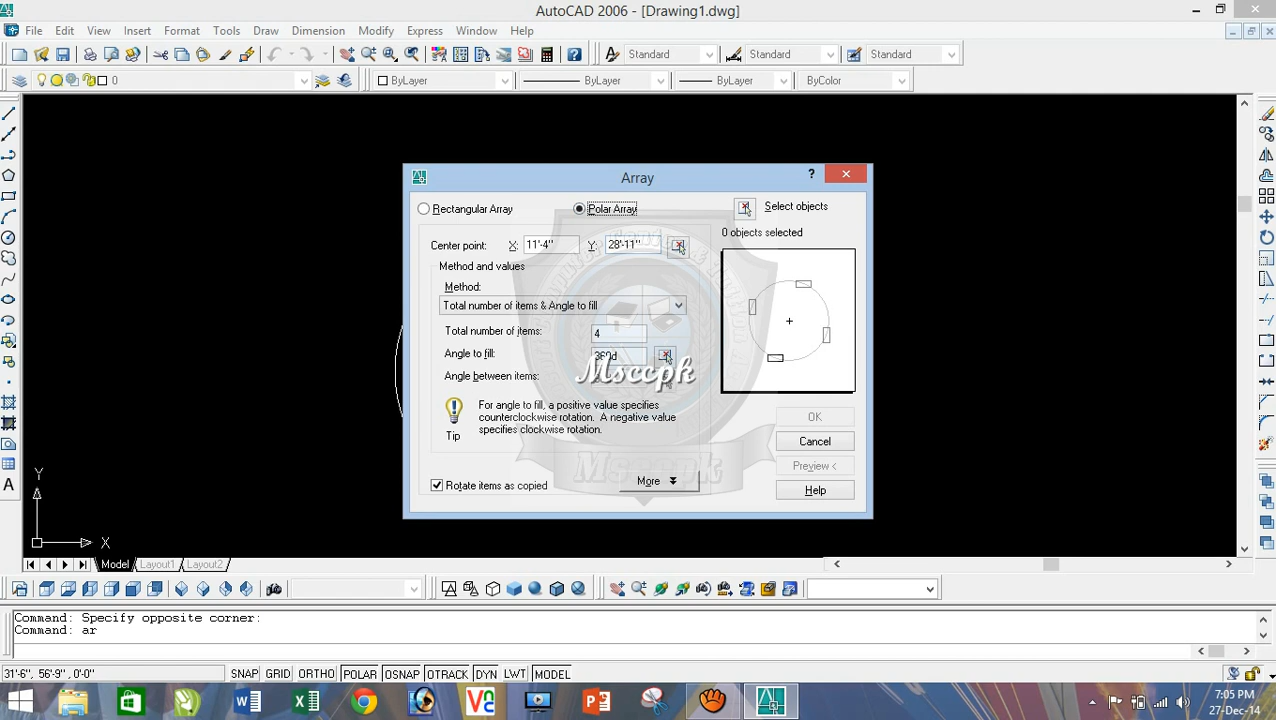 AutoCAD 2006 - [Drawing1.dwg]
File Edit View Insert Format Tools Draw Dimension Modify Express Window Help
Standard Standard Standard
0 ByLayer ByLayer ByLayer ByColor
Array
Rectangular Array Polar Array Select objects
0 objects selected
Center point: X: 11'-4" Y: 28'-11"
Method and values
Method:
Total number of items & Angle to fill
Total number of items: 4
Angle to fill: 360d
Angle between items:
Msccpk
For angle to fill, a positive value specifies
counterclockwise rotation. A negative value
specifies clockwise rotation.
Tip
OK
Cancel
Preview <
Help
Msccpk
Rotate items as copied More
Y
X
Model Layout1 Layout2
Command: Specify opposite corner:
Command: ar
31'-6", 56'-9", 0'-0" SNAP GRID ORTHO POLAR OSNAP OTRACK DYN LWT MODEL
7:05 PM
27-Dec-14